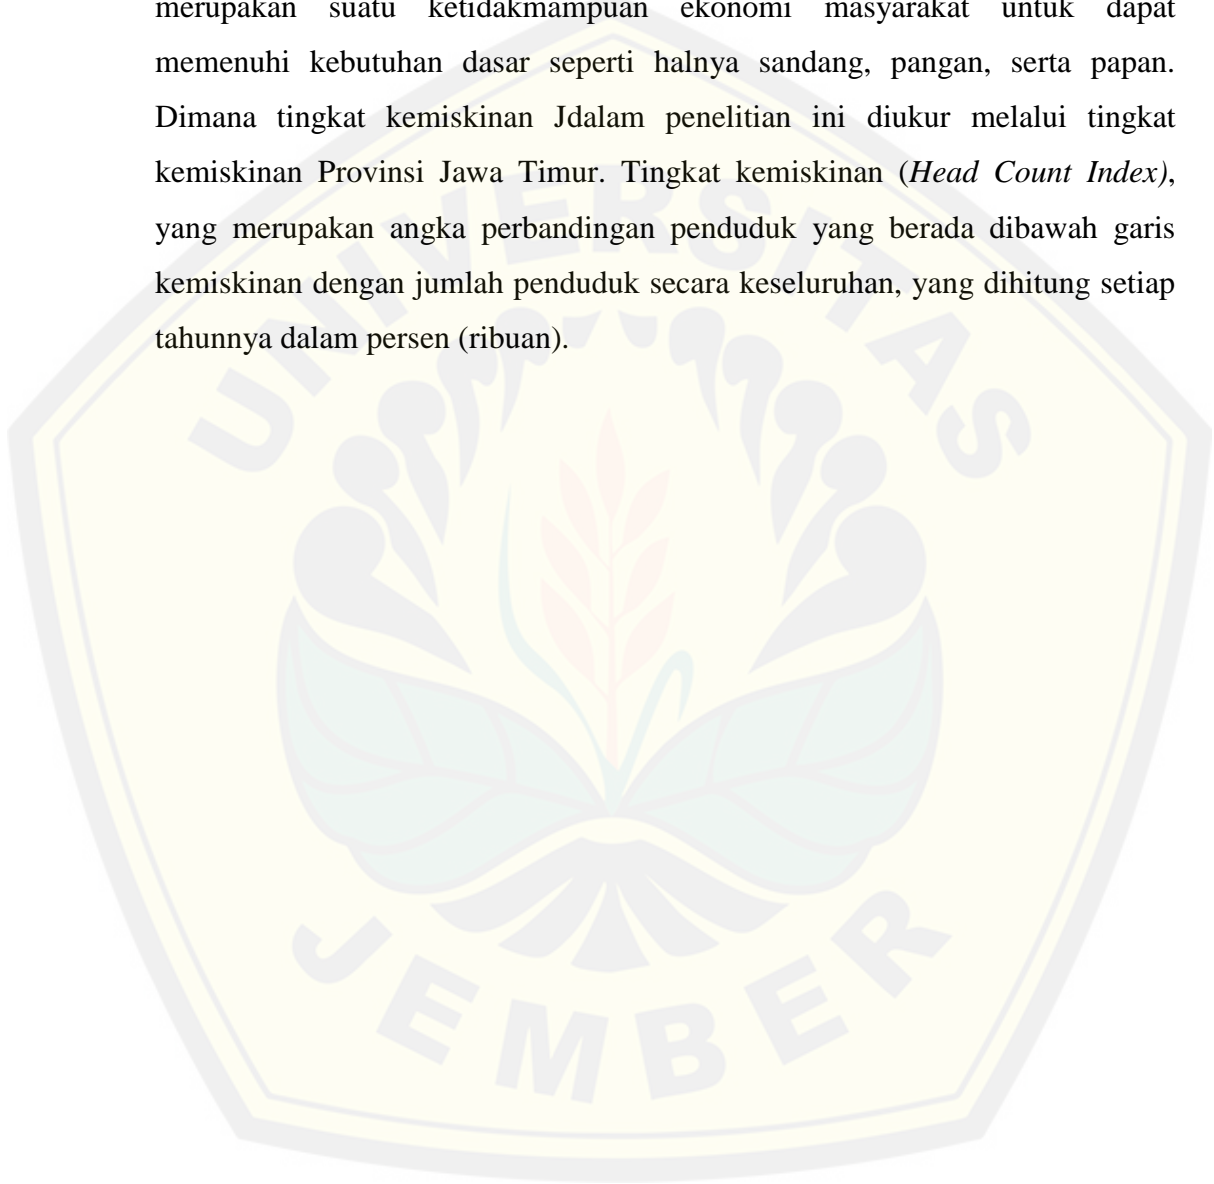 merupakan suatu ketidakmampuan ekonomi masyarakat untuk dapat
memenuhi kebutuhan dasar seperti halnya sandang, pangan, serta papan.
Dimana tingkat kemiskinan Jdalam penelitian ini diukur melalui tingkat
kemiskinan Provinsi Jawa Timur. Tingkat kemiskinan (Head Count Index),
yang merupakan angka perbandingan penduduk yang berada dibawah garis
kemiskinan dengan jumlah penduduk secara keseluruhan, yang dihitung setiap
tahunnya dalam persen (ribuan).
UNIVERSITAS
JEMBER